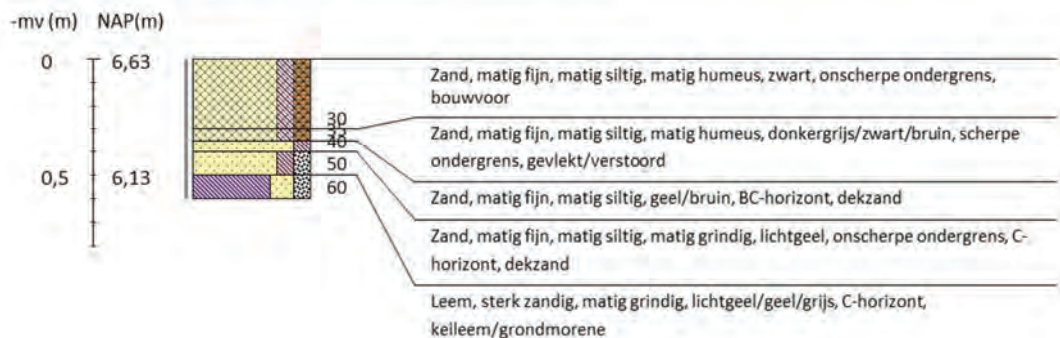 -mv (m) NAP(m)
0 6,63
Zand, matig fijn, matig siltig, matig humeus, zwart, onscherpe ondergrens,
bouwvoor
30
35
Zand, matig fijn, matig siltig, matig humeus, donkergrijs/zwart/bruin, scherpe
ondergrens, gevlekt/verstoord
40
50
0,5 6,13
60
Zand, matig fijn, matig siltig, geel/bruin, BC-horizont, dekzand
Zand, matig fijn, matig siltig, matig grindig, lichtgeel, onscherpe ondergrens, C-
horizont, dekzand
Leem, sterk zandig, matig grindig, lichtgeel/geel/grijs, C-horizont,
keileem/grondmorene